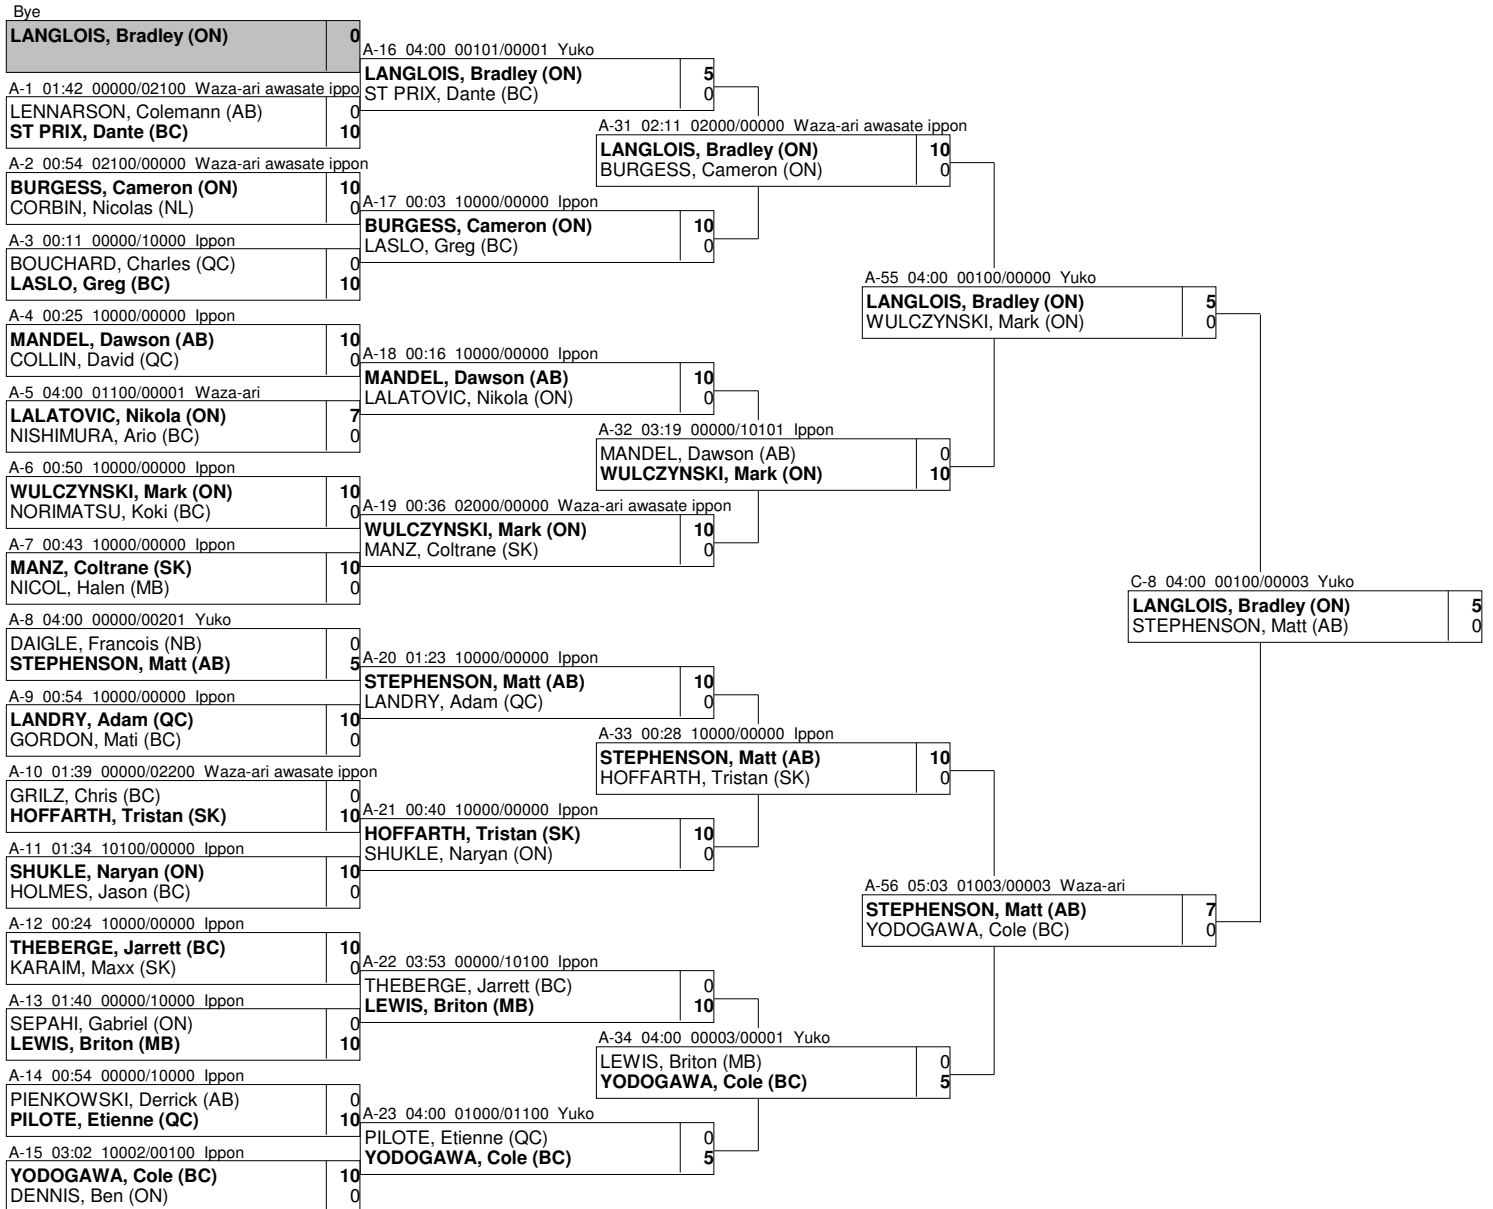 Bye
LANGLOIS, Bradley (ON) 0
A-1 01:42 00000/02100 Waza-ari awasate ippo
LENNARSON, Colemann (AB) 0
ST PRIX, Dante (BC) 10
A-2 00:54 02100/00000 Waza-ari awasate ippon
BURGESS, Cameron (ON) 10
CORBIN, Nicolas (NL) 0
A-3 00:11 00000/10000 Ippon
BOUCHARD, Charles (QC) 0
LASLO, Greg (BC) 10
A-4 00:25 10000/00000 Ippon
MANDEL, Dawson (AB) 10
COLLIN, David (QC) 0
A-5 04:00 01100/00001 Waza-ari
LALATOVIC, Nikola (ON) 7
NISHIMURA, Ario (BC) 0
A-6 00:50 10000/00000 Ippon
WULCZYNSKI, Mark (ON) 10
NORIMATSU, Koki (BC) 0
A-7 00:43 10000/00000 Ippon
MANZ, Coltrane (SK) 10
NICOL, Halen (MB) 0
A-8 04:00 00000/00201 Yuko
DAIGLE, Francois (NB) 0
STEPHENSON, Matt (AB) 5
A-9 00:54 10000/00000 Ippon
LANDRY, Adam (QC) 10
GORDON, Mati (BC) 0
A-10 01:39 00000/02200 Waza-ari awasate ippon
GRILZ, Chris (BC) 0
HOFFARTH, Tristan (SK) 10
A-11 01:34 10100/00000 Ippon
SHUKLE, Naryan (ON) 10
HOLMES, Jason (BC) 0
A-12 00:24 10000/00000 Ippon
THEBERGE, Jarrett (BC) 10
KARAIM, Maxx (SK) 0
A-13 01:40 00000/10000 Ippon
SEPAHI, Gabriel (ON) 0
LEWIS, Briton (MB) 10
A-14 00:54 00000/10000 Ippon
PIENKOWSKI, Derrick (AB) 0
PILOTE, Etienne (QC) 10
A-15 03:02 10002/00100 Ippon
YODOGAWA, Cole (BC) 10
DENNIS, Ben (ON) 0
A-16 04:00 00101/00001 Yuko
LANGLOIS, Bradley (ON) 5
ST PRIX, Dante (BC) 0
A-17 00:03 10000/00000 Ippon
BURGESS, Cameron (ON) 10
LASLO, Greg (BC) 0
A-18 00:16 10000/00000 Ippon
MANDEL, Dawson (AB) 10
LALATOVIC, Nikola (ON) 0
A-19 00:36 02000/00000 Waza-ari awasate ippon
WULCZYNSKI, Mark (ON) 10
MANZ, Coltrane (SK) 0
A-20 01:23 10000/00000 Ippon
STEPHENSON, Matt (AB) 10
LANDRY, Adam (QC) 0
A-21 00:40 10000/00000 Ippon
HOFFARTH, Tristan (SK) 10
SHUKLE, Naryan (ON) 0
A-22 03:53 00000/10100 Ippon
THEBERGE, Jarrett (BC) 0
LEWIS, Briton (MB) 10
A-23 04:00 01000/01100 Yuko
PILOTE, Etienne (QC) 0
YODOGAWA, Cole (BC) 5
A-31 02:11 02000/00000 Waza-ari awasate ippon
LANGLOIS, Bradley (ON) 10
BURGESS, Cameron (ON) 0
A-32 03:19 00000/10101 Ippon
MANDEL, Dawson (AB) 0
WULCZYNSKI, Mark (ON) 10
A-33 00:28 10000/00000 Ippon
STEPHENSON, Matt (AB) 10
HOFFARTH, Tristan (SK) 0
A-34 04:00 00003/00001 Yuko
LEWIS, Briton (MB) 0
YODOGAWA, Cole (BC) 5
A-55 04:00 00100/00000 Yuko
LANGLOIS, Bradley (ON) 5
WULCZYNSKI, Mark (ON) 0
A-56 05:03 01003/00003 Waza-ari
STEPHENSON, Matt (AB) 7
YODOGAWA, Cole (BC) 0
C-8 04:00 00100/00003 Yuko
LANGLOIS, Bradley (ON) 5
STEPHENSON, Matt (AB) 0